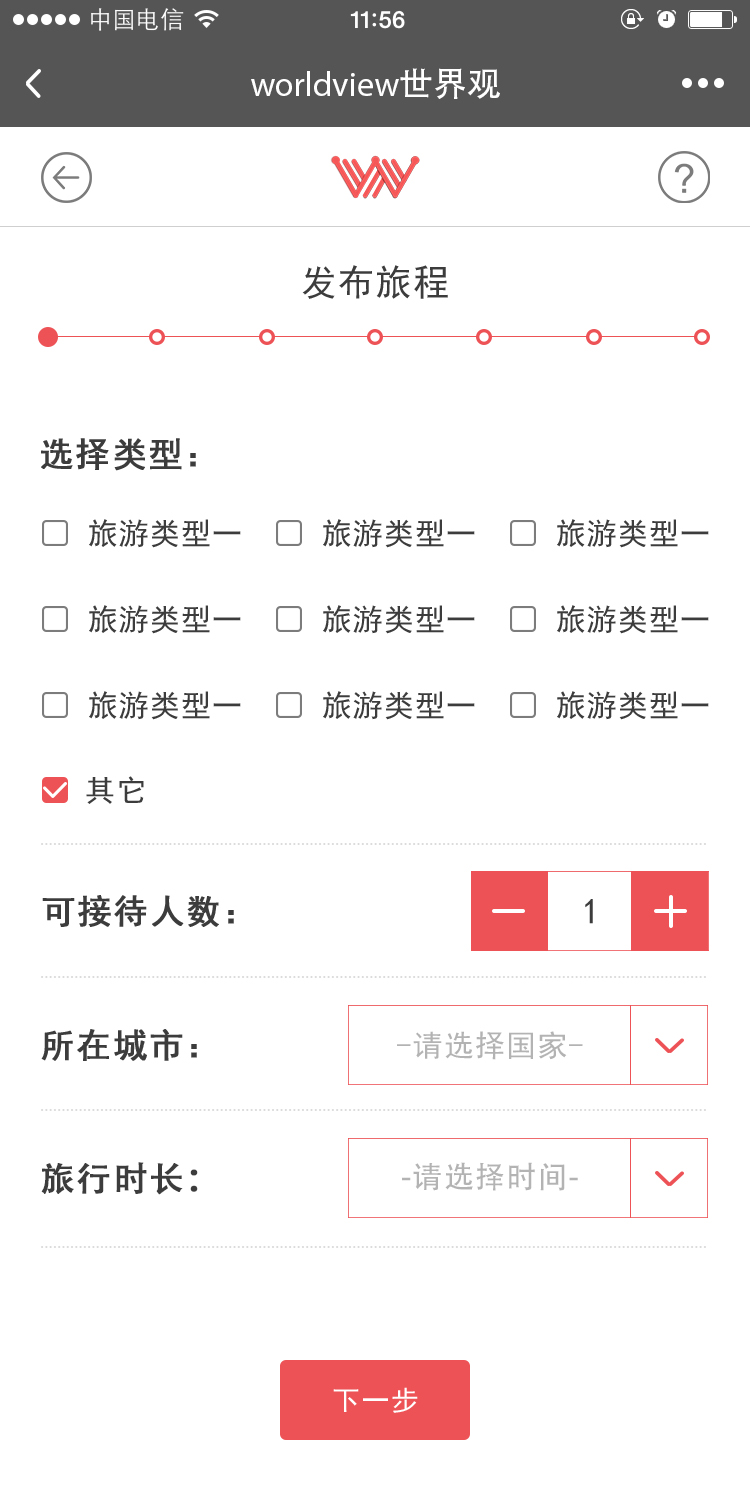 中国电信 11:56
worldview世界观
?
发布旅程
选择类型：
旅游类型一 旅游类型一 旅游类型一
旅游类型一 旅游类型一 旅游类型一
旅游类型一 旅游类型一 旅游类型一
其它
可接待人数： 1
所在城市： -请选择国家-
旅行时长： -请选择时间-
下一步